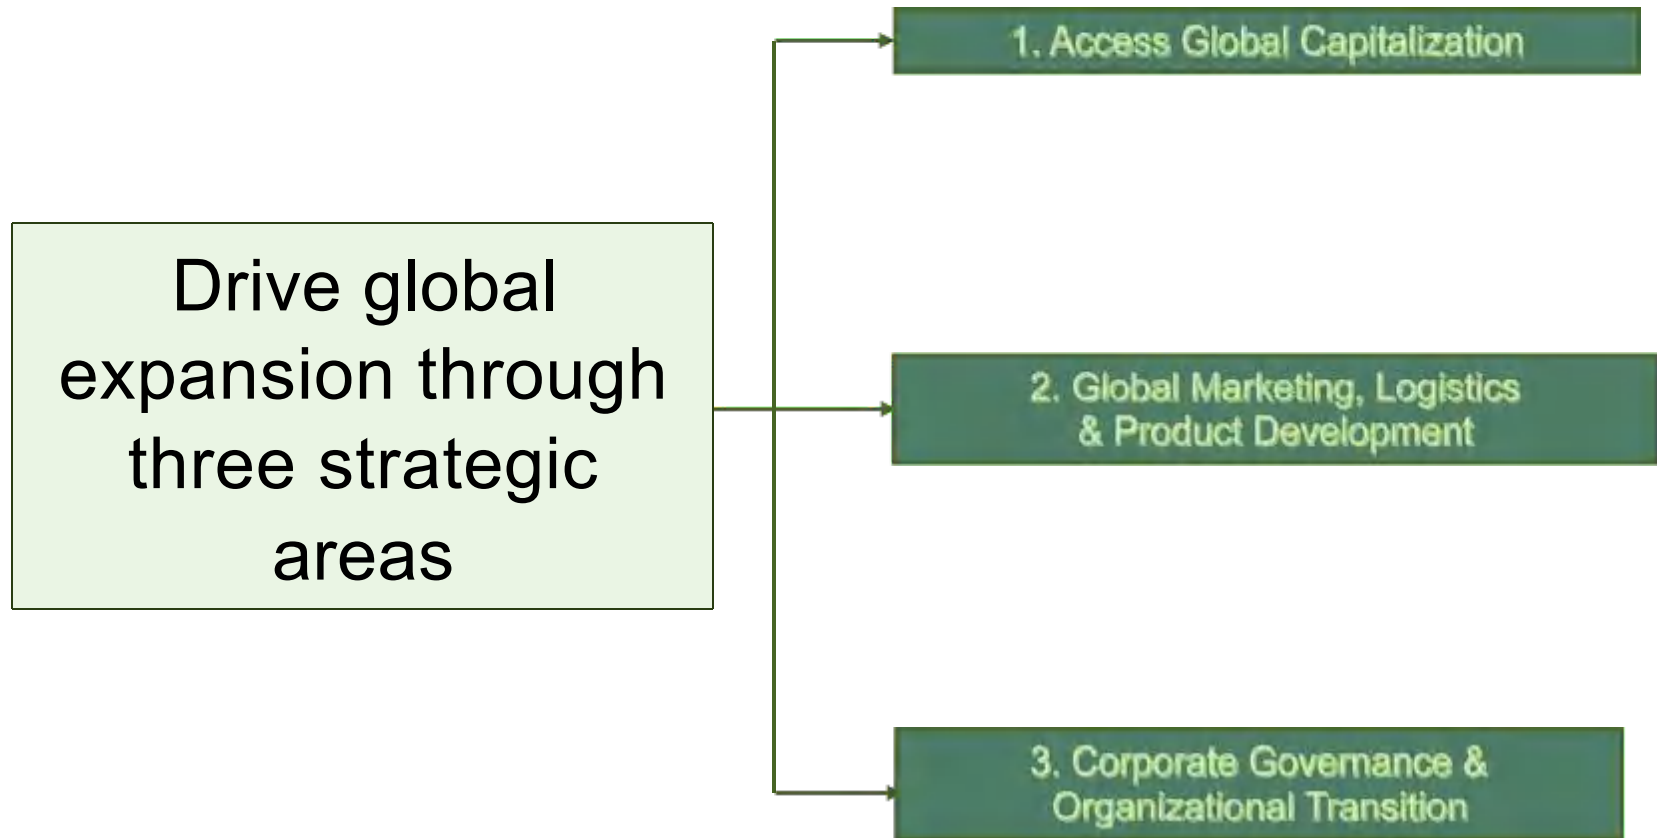 Drive global
expansion through
three strategic
areas
1. Access Global Capitalization
2. Global Marketing, Logistics
& Product Development
3. Corporate Governance &
Organizational Transition